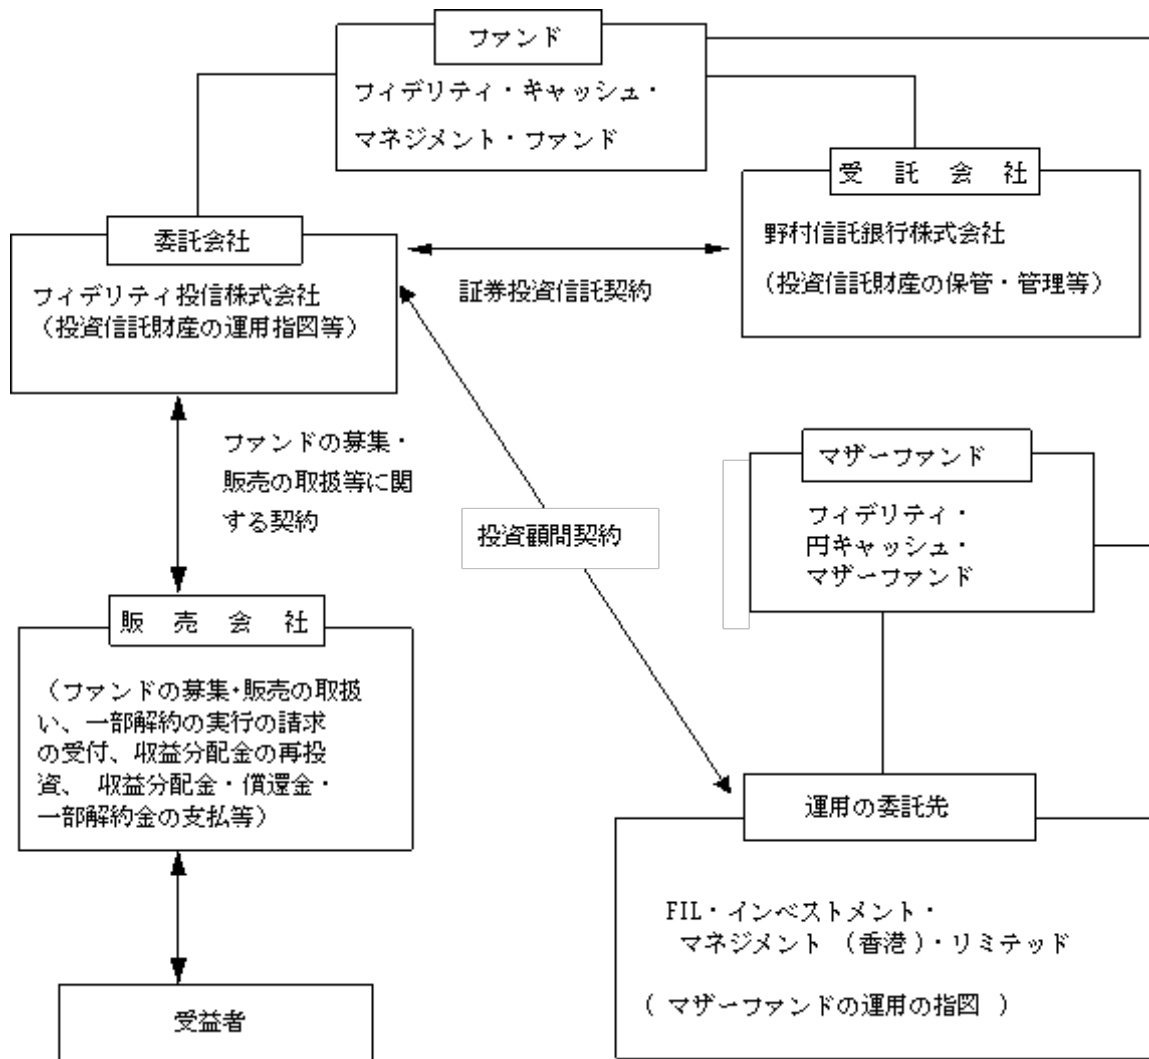 ファンド
フィデリティ・キャッシュ・
マネジメント・ファンド
受託会社
野村信託銀行株式会社
(投資信託財産の保管・管理等)
委託会社
フィデリティ投信株式会社
(投資信託財産の運用指図等)
証券投資信託契約
ファンドの募集・
販売の取扱等に関
する契約
投資顧問契約
マザーファンド
フィデリティ・
円キャッシュ・
マザーファンド
販売会社
(ファンドの募集・販売の取扱
い、一部解約の実行の請求
の受付、収益分配金の再投
資、 収益分配金・償還金・
一部解約金の支払等)
運用の委託先
FIL・インベストメント・
マネジメント (香港)・リミテッド
( マザーファンドの運用の指図 )
受益者